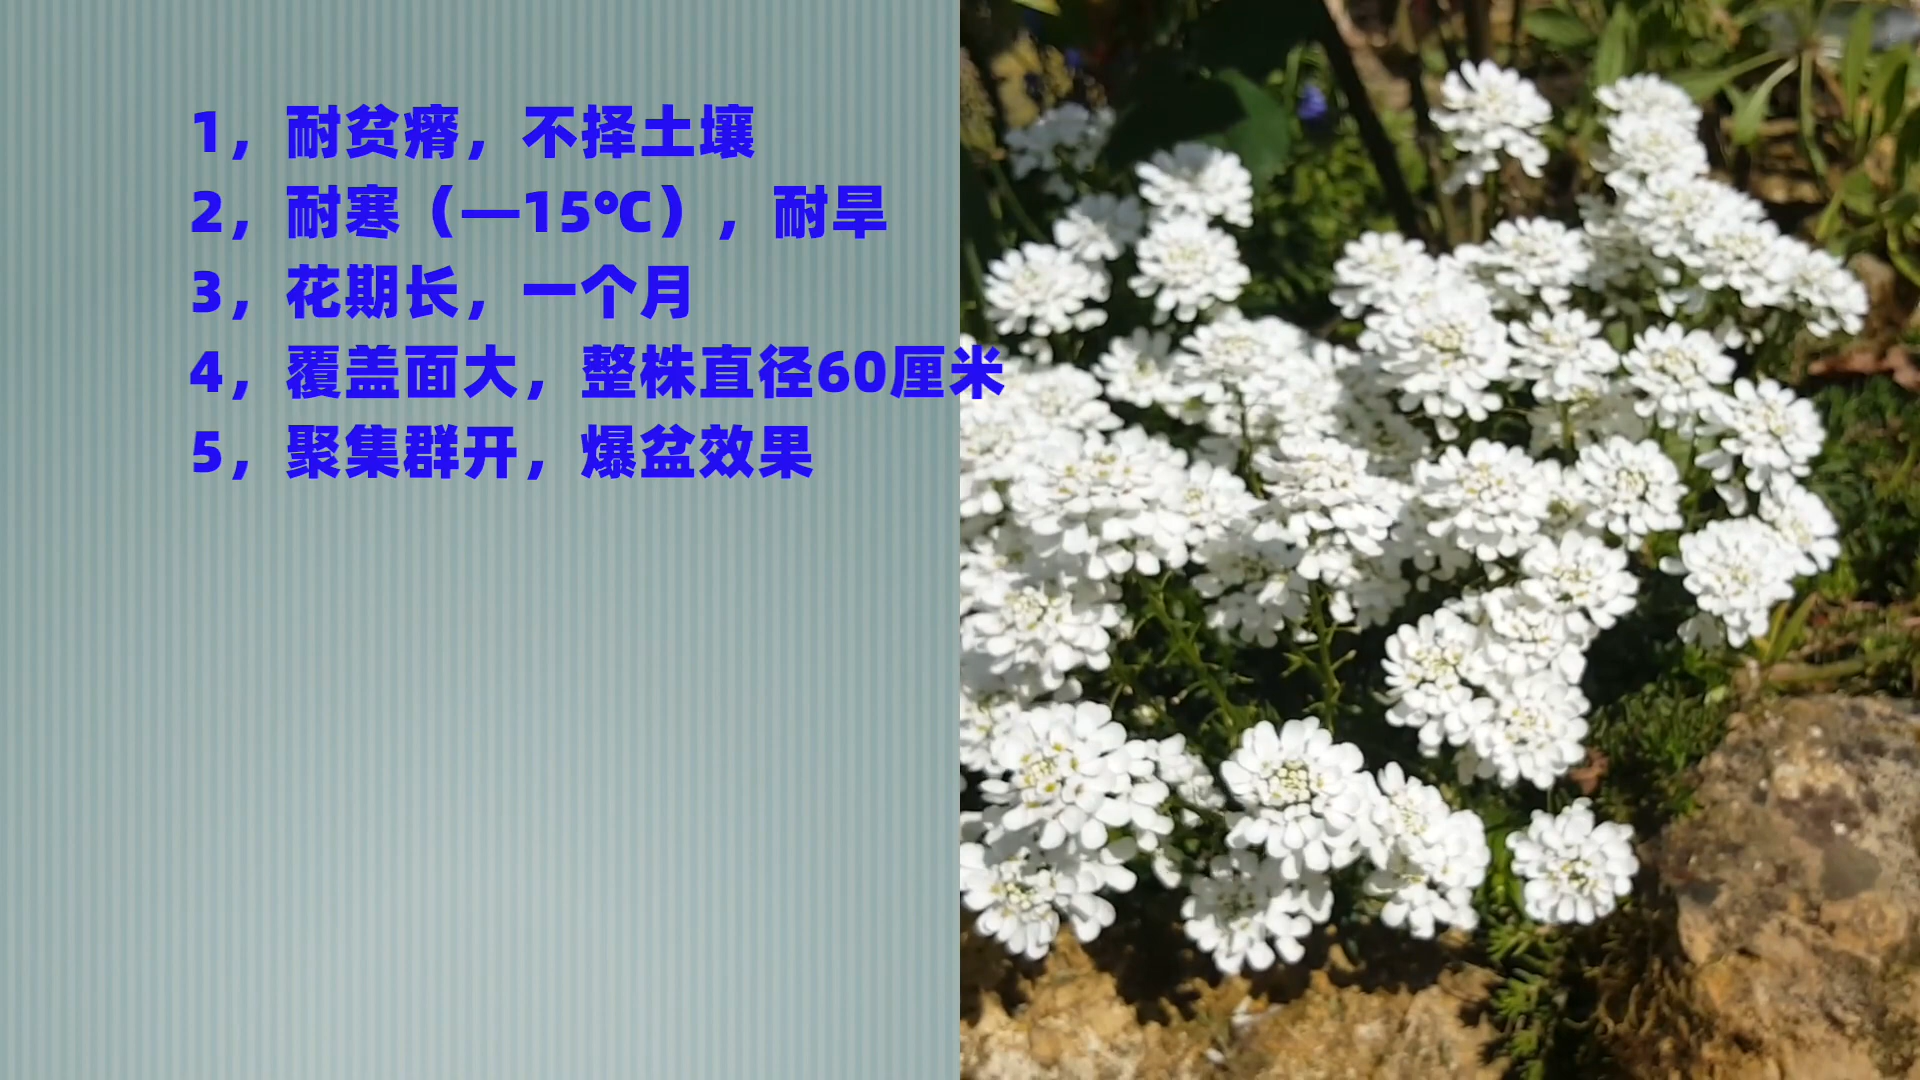 1，耐贫瘠，不择土壤
2，耐寒（—15℃），耐旱
3，花期长，一个月
4，覆盖面大，整株直径60厘米
5，聚集群开，爆盆效果